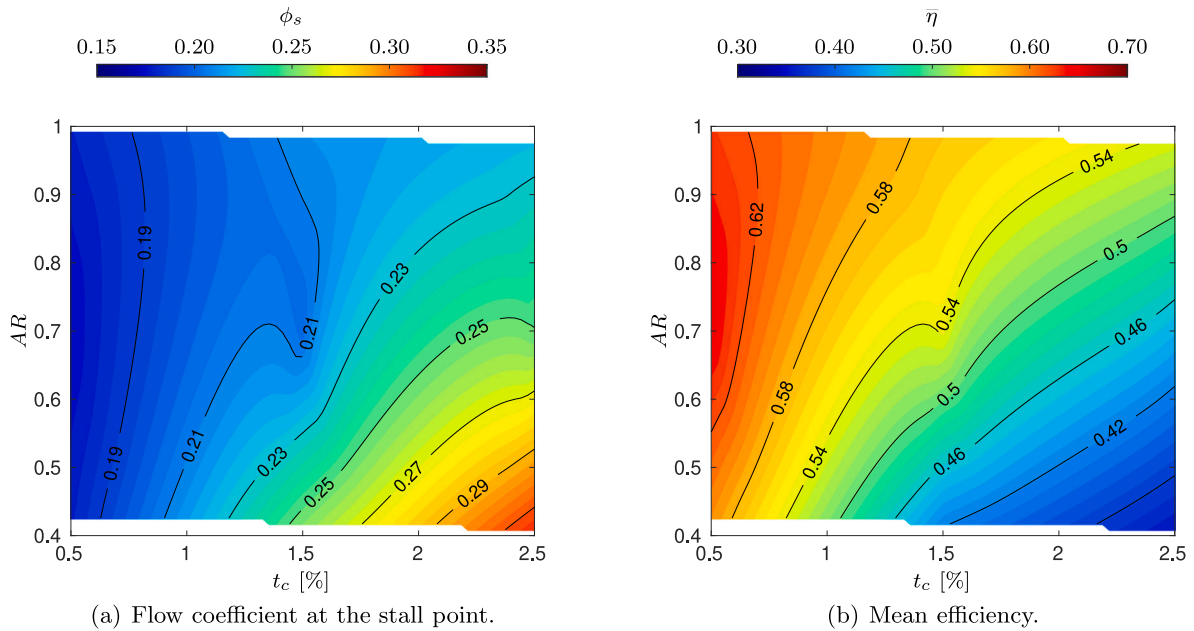 ϕ_s
0.15 0.20 0.25 0.30 0.35
1
0.9
0.8
0.7
0.6
0.5
0.4
AR
0.19
0.21
0.23
0.25
0.19
0.21
0.23
0.25
0.27
0.29
0.5 1 1.5 2 2.5
t_c [%]
(a) Flow coefficient at the stall point.
η̅
0.30 0.40 0.50 0.60 0.70
1
0.9
0.8
0.7
0.6
0.5
0.4
AR
0.54
0.62
0.58
0.5
0.54
0.46
0.58
0.5
0.54
0.46
0.42
0.5 1 1.5 2 2.5
t_c [%]
(b) Mean efficiency.